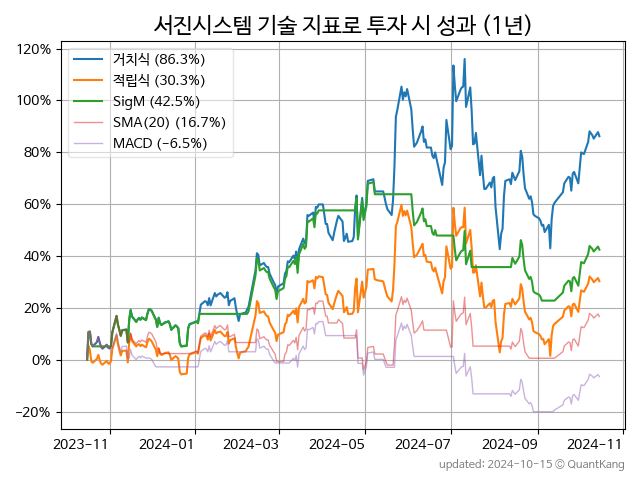 서진시스템 기술 지표로 투자 시 성과 (1년)
120%
100%
80%
60%
40%
20%
0%
−20%
거치식 (86.3%)
적립식 (30.3%)
SigM (42.5%)
SMA(20) (16.7%)
MACD (−6.5%)
2023-11
2024-01
2024-03
2024-05
2024-07
2024-09
2024-11
updated: 2024-10-15 © QuantKang